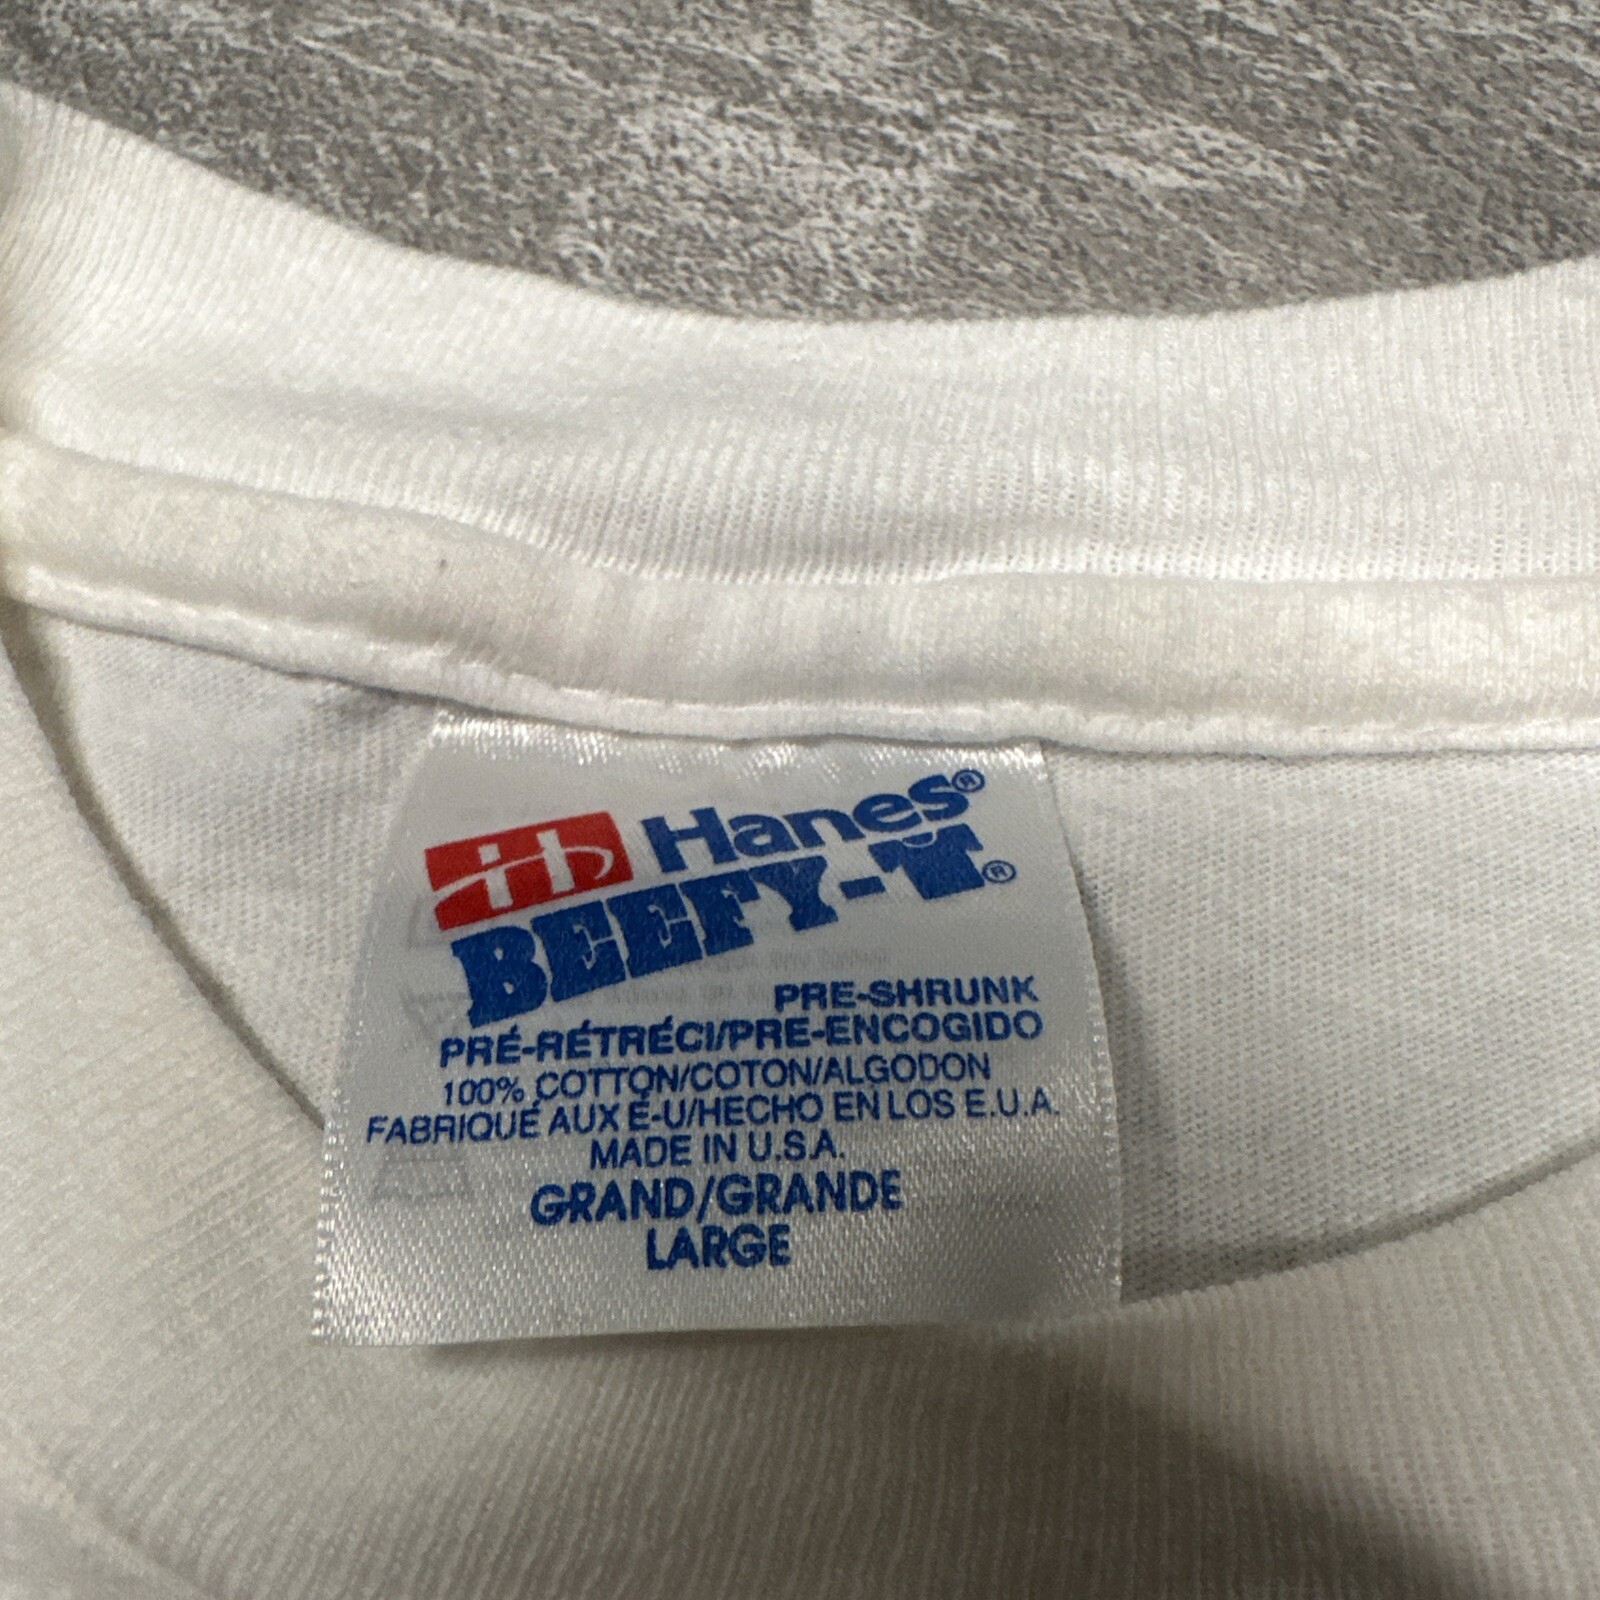 Hanes®
BEEFY-T®
PRE-SHRUNK
PRÉ-RÉTRÉCI/PRE-ENCOGIDO
100% COTTON/COTON/ALGODON
FABRIQUÉ AUX É-U/HECHO EN LOS E.U.A.
MADE IN U.S.A.
GRAND/GRANDE
LARGE